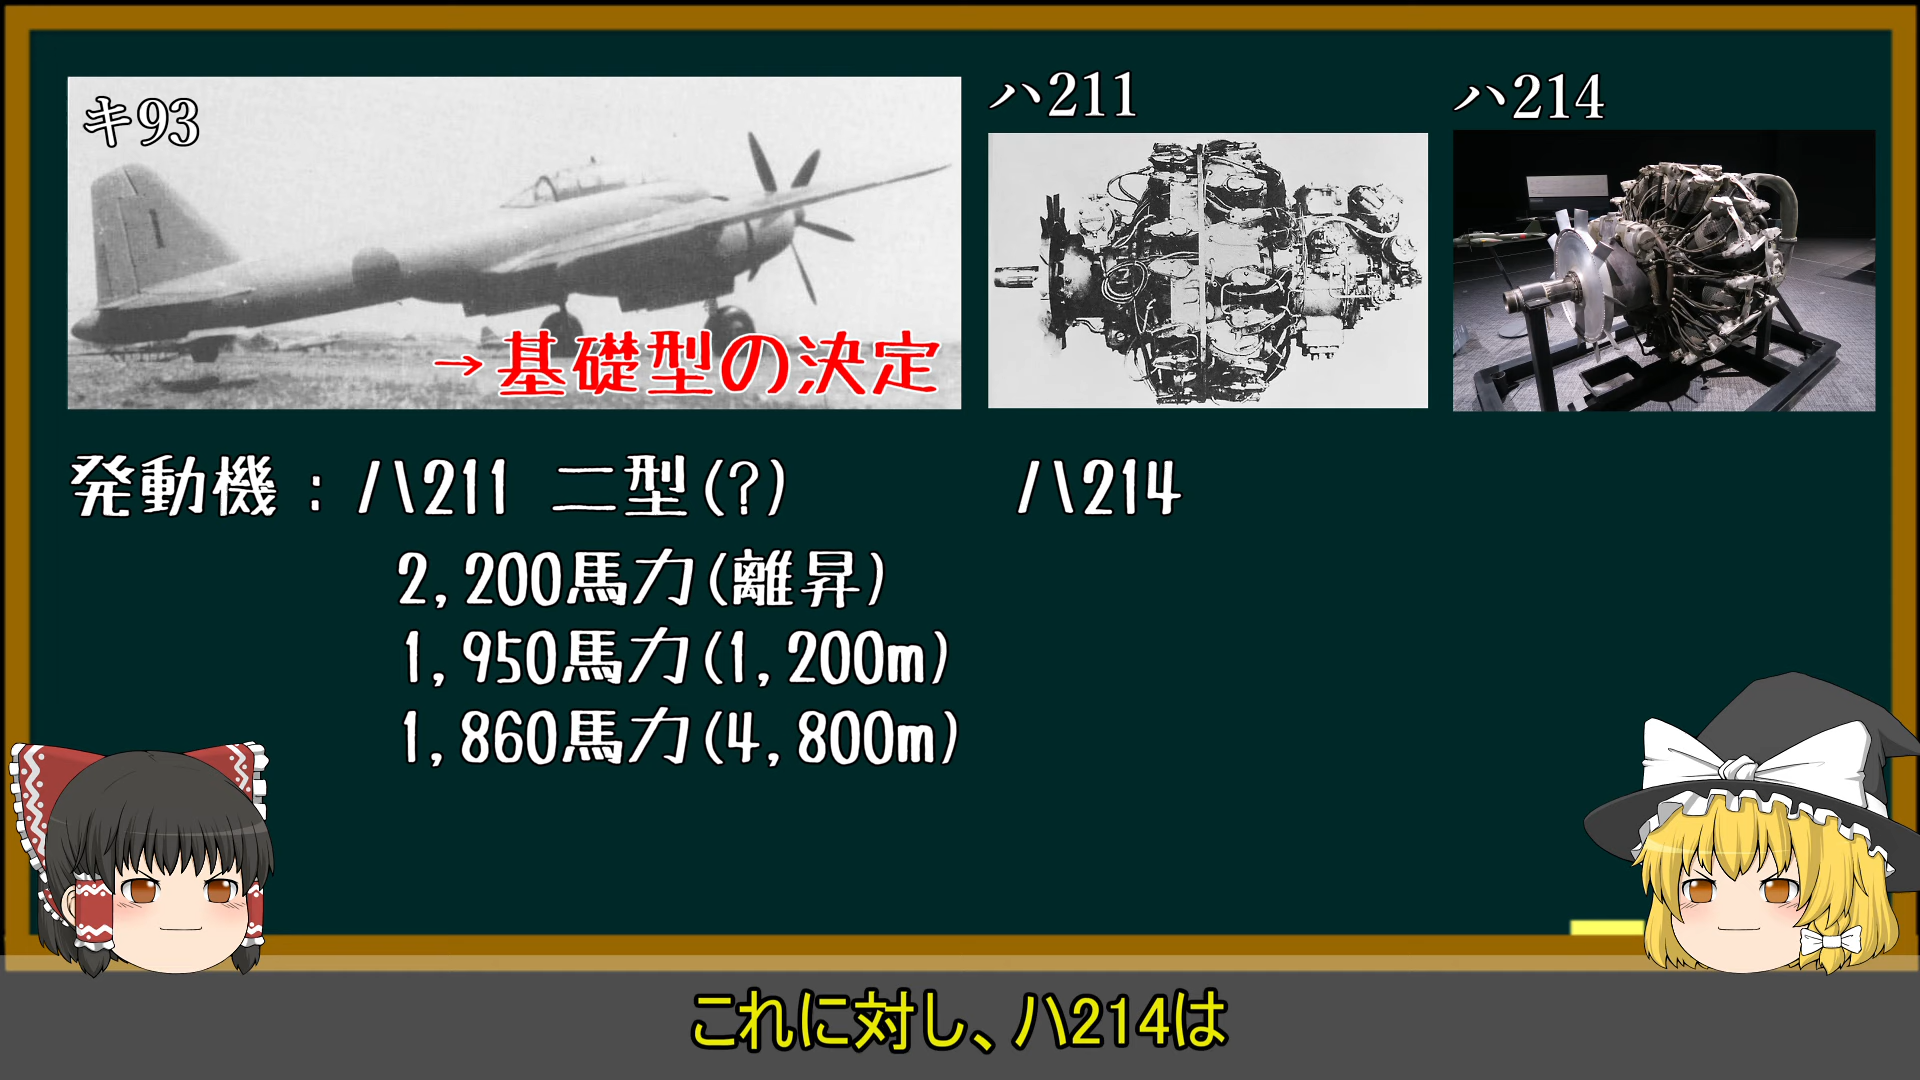 キ93
ハ211
ハ214
→基礎型の決定
発動機：ハ211 二型(?)
ハ214
2,200馬力(離昇)
1,950馬力(1,200m)
1,860馬力(4,800m)
これに対し、ハ214は